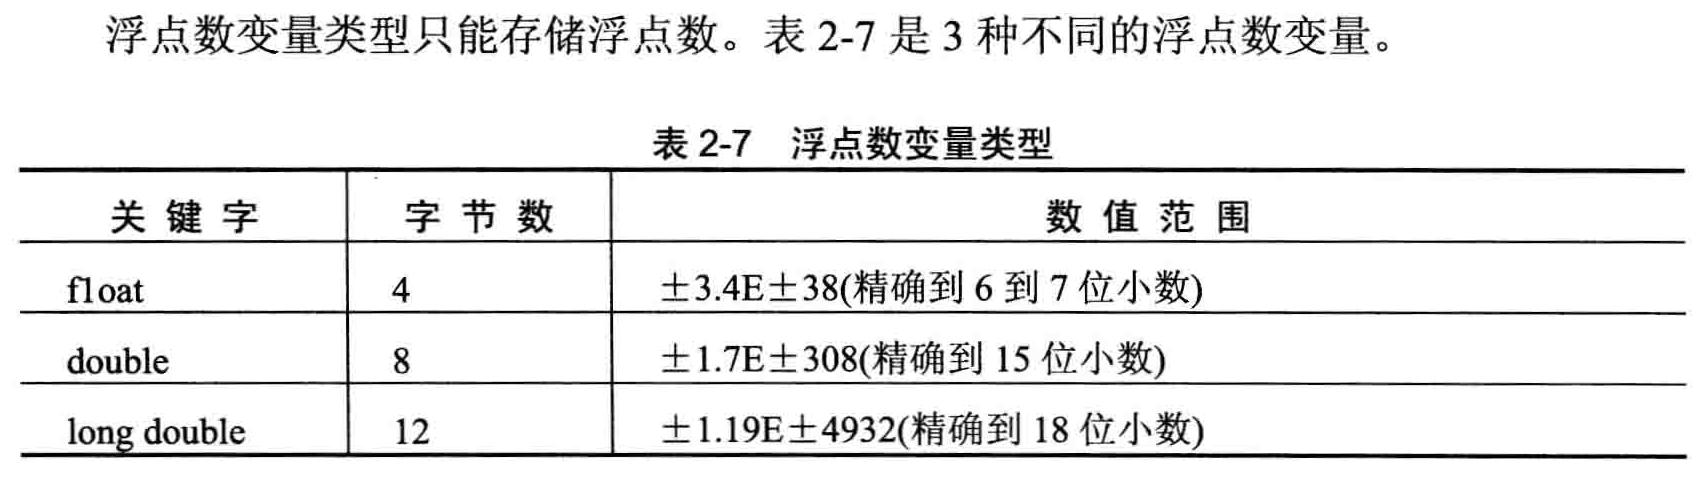 浮点数变量类型只能存储浮点数。表 2-7 是 3 种不同的浮点数变量。
表 2-7 浮点数变量类型
关 键 字 字 节 数 数 值 范 围
float 4 ±3.4E±38(精确到 6 到 7 位小数)
double 8 ±1.7E±308(精确到 15 位小数)
long double 12 ±1.19E±4932(精确到 18 位小数)